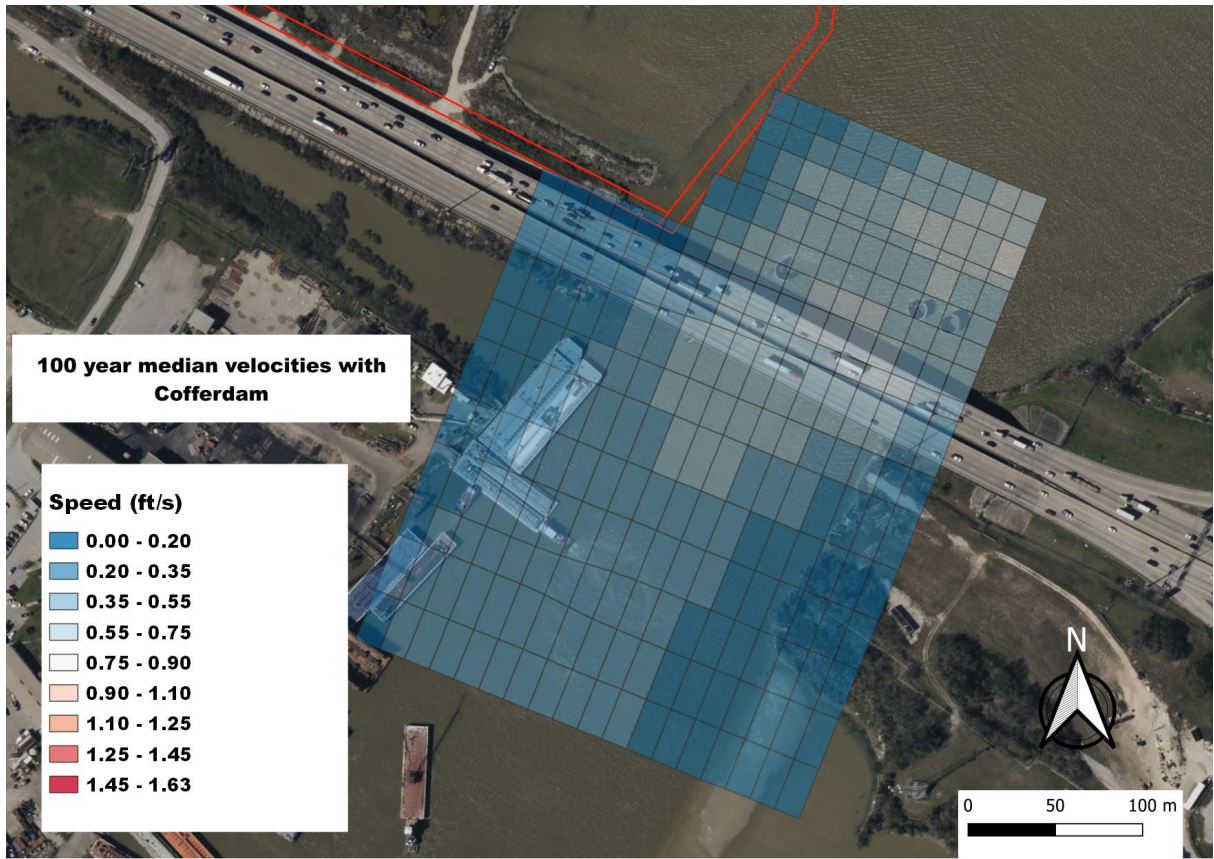 100 year median velocities with
Cofferdam
Speed (ft/s)
0.00 - 0.20
0.20 - 0.35
0.35 - 0.55
0.55 - 0.75
0.75 - 0.90
0.90 - 1.10
1.10 - 1.25
1.25 - 1.45
1.45 - 1.63
N
0 50 100 m